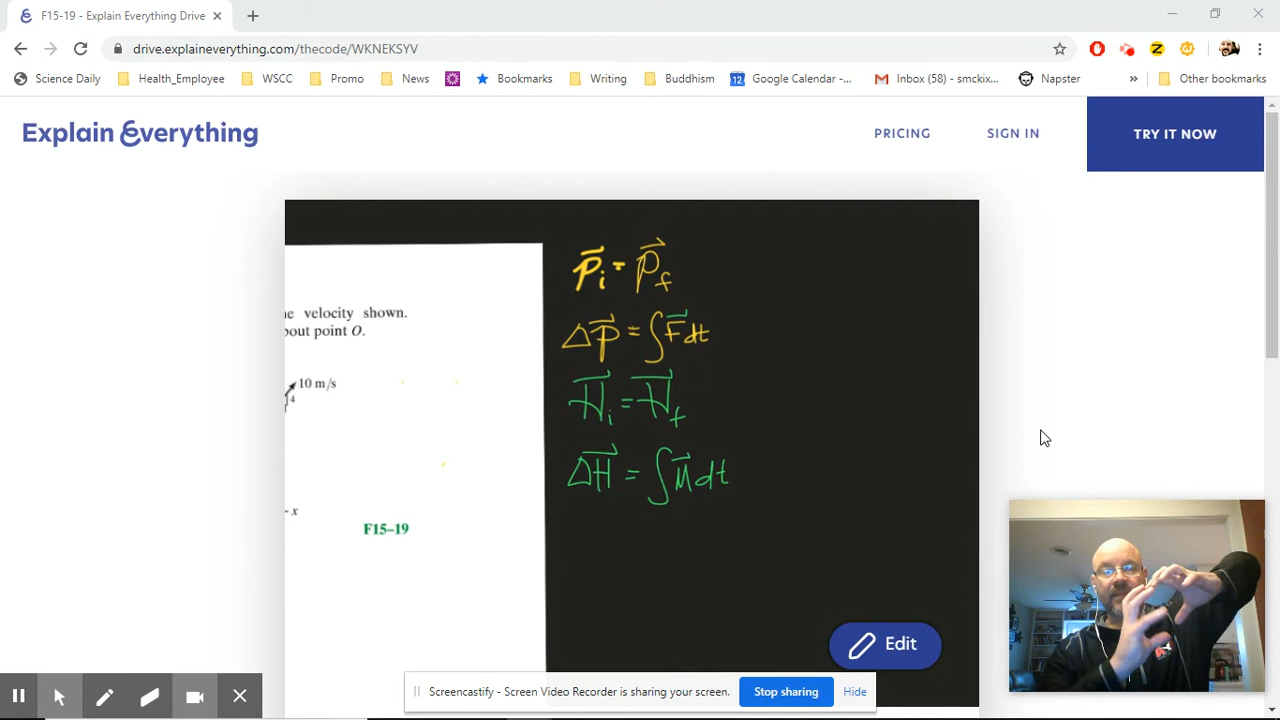 F15-19 - Explain Everything Drive
drive.explaineverything.com/thecode/WKNEKSYV
Science Daily Health_Employee WSCC Promo News Bookmarks Writing Buddhism 12 Google Calendar -... Inbox (58) - smckix... Napster » Other bookmarks
Explain Everything PRICING SIGN IN TRY IT NOW
velocity shown.
point O.
10 m/s
4
x
F15–19
p⃗i = p⃗f
Δp⃗ = ∫F⃗dt
H⃗i = H⃗f
ΔH⃗ = ∫M⃗dt
Edit
Screencastify - Screen Video Recorder is sharing your screen. Stop sharing Hide